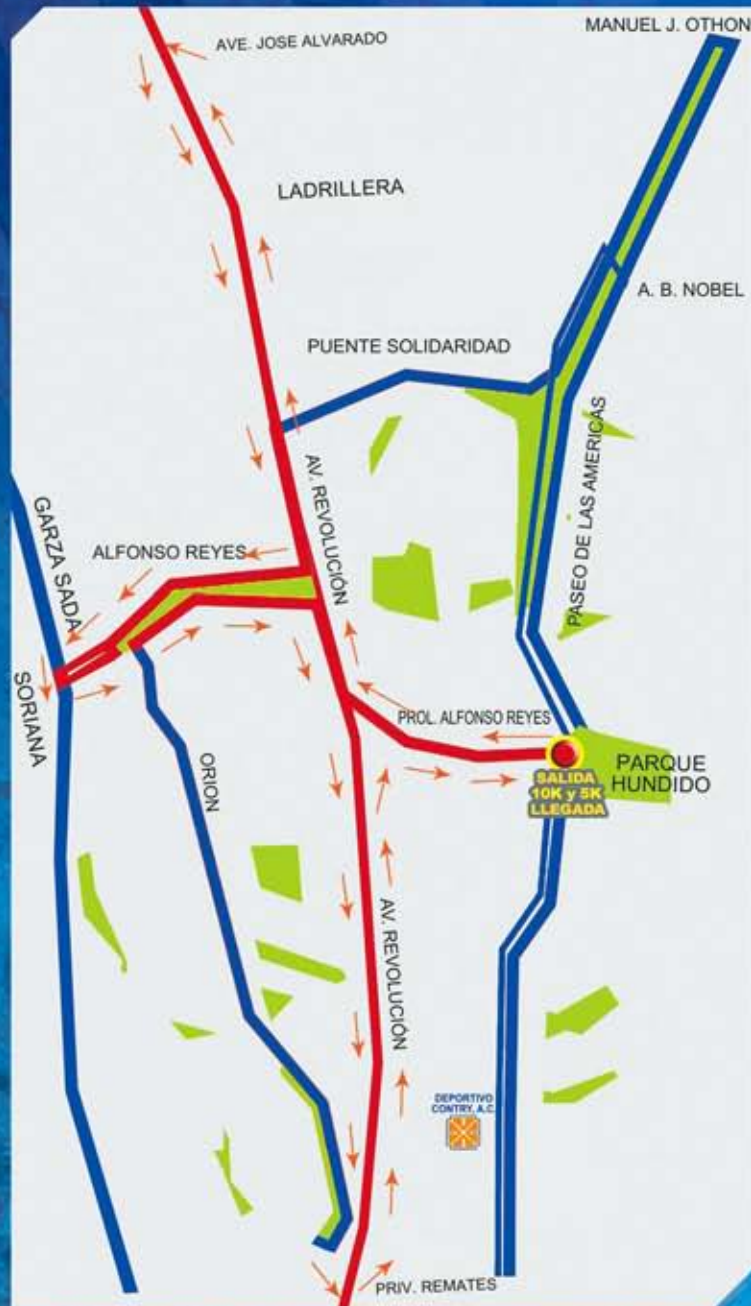 MANUEL J. OTHON
AVE. JOSE ALVARADO
LADRILLERA
A. B. NOBEL
PUENTE SOLIDARIDAD
PASEO DE LAS AMERICAS
AV. REVOLUCIÓN
GARZA SADA
ALFONSO REYES
SORIANA
PROL. ALFONSO REYES
ORION
PARQUE
HUNDIDO
SALIDA
10K y 5K
LLEGADA
AV. REVOLUCIÓN
DEPORTIVO
CONTRY, A.C.
PRIV. REMATES